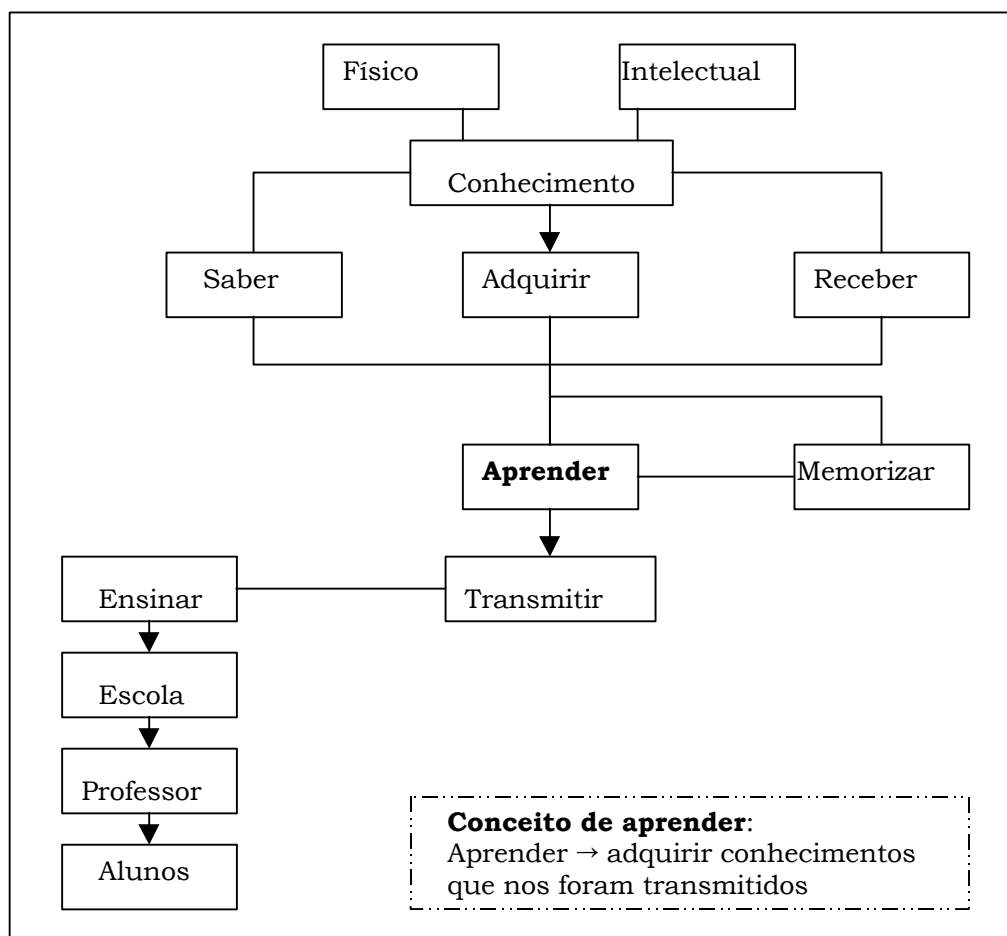 Físico
Intelectual
Conhecimento
Saber
Adquirir
Receber
Aprender
Memorizar
Ensinar
Transmitir
Escola
Professor
Alunos
Conceito de aprender:
Aprender → adquirir conhecimentos
que nos foram transmitidos